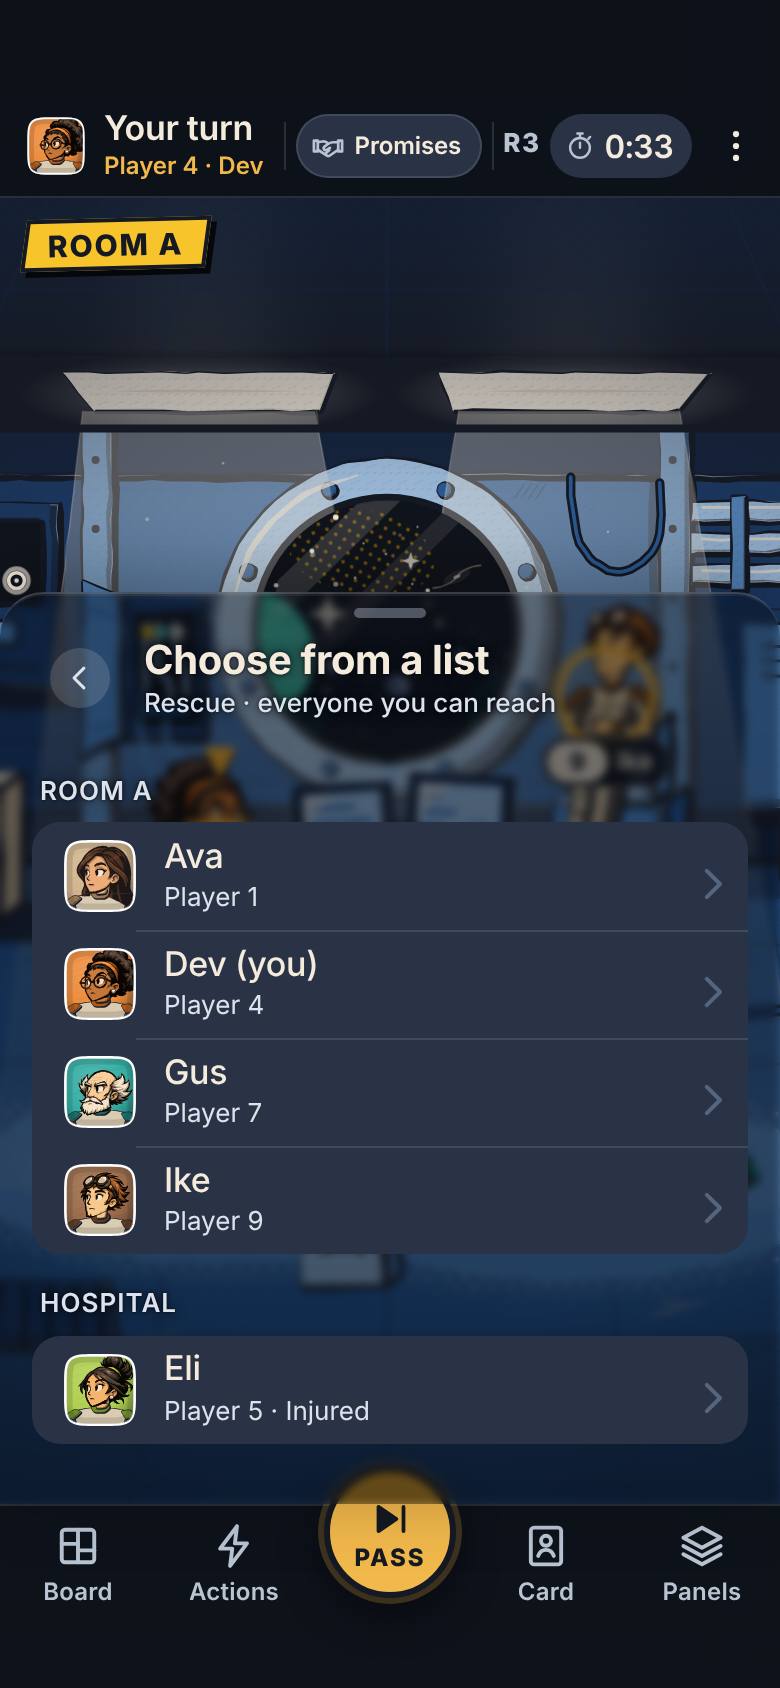 Your turn
Player 4 · Dev
Promises
R3
0:33
ROOM A
Choose from a list
Rescue · everyone you can reach
ROOM A
Ava
Player 1
Dev (you)
Player 4
Gus
Player 7
Ike
Player 9
HOSPITAL
Eli
Player 5 · Injured
Board
Actions
PASS
Card
Panels